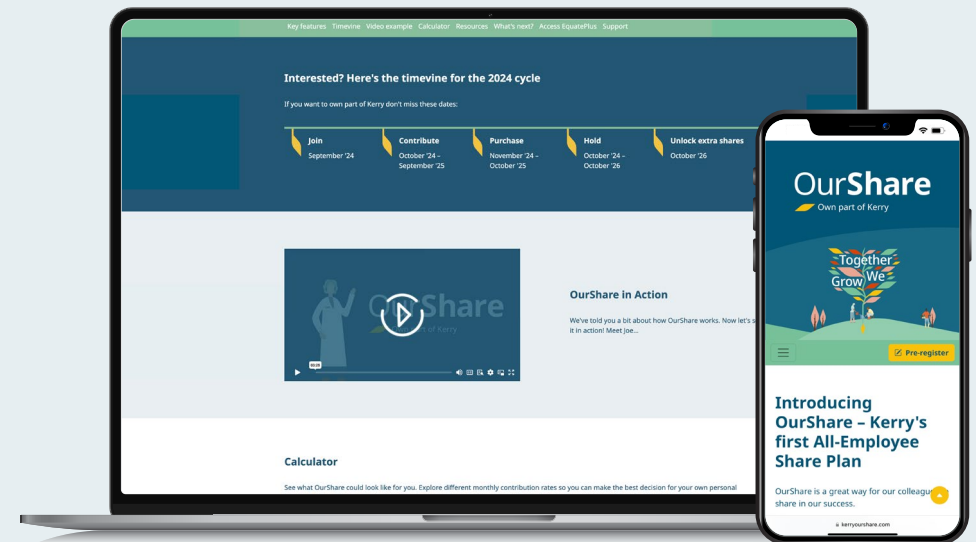 Key features Timevine Video example Calculator Resources What's next? Access EquatePlus Support
Interested? Here's the timevine for the 2024 cycle
If you want to own part of Kerry don't miss these dates:
Join
September '24
Contribute
October '24 –
September '25
Purchase
November '24 –
October '25
Hold
October '24 –
October '26
Unlock extra shares
October '26
OurShare
of Kerry
00:28
OurShare in Action
We've told you a bit about how OurShare works. Now let's s
it in action! Meet Joe...
Calculator
See what OurShare could look like for you. Explore different monthly contribution rates so you can make the best decision for your own personal
OurShare
Own part of Kerry
Together
We
Grow
Pre-register
Introducing
OurShare – Kerry's
first All-Employee
Share Plan
OurShare is a great way for our colleagu
share in our success.
kerryourshare.com